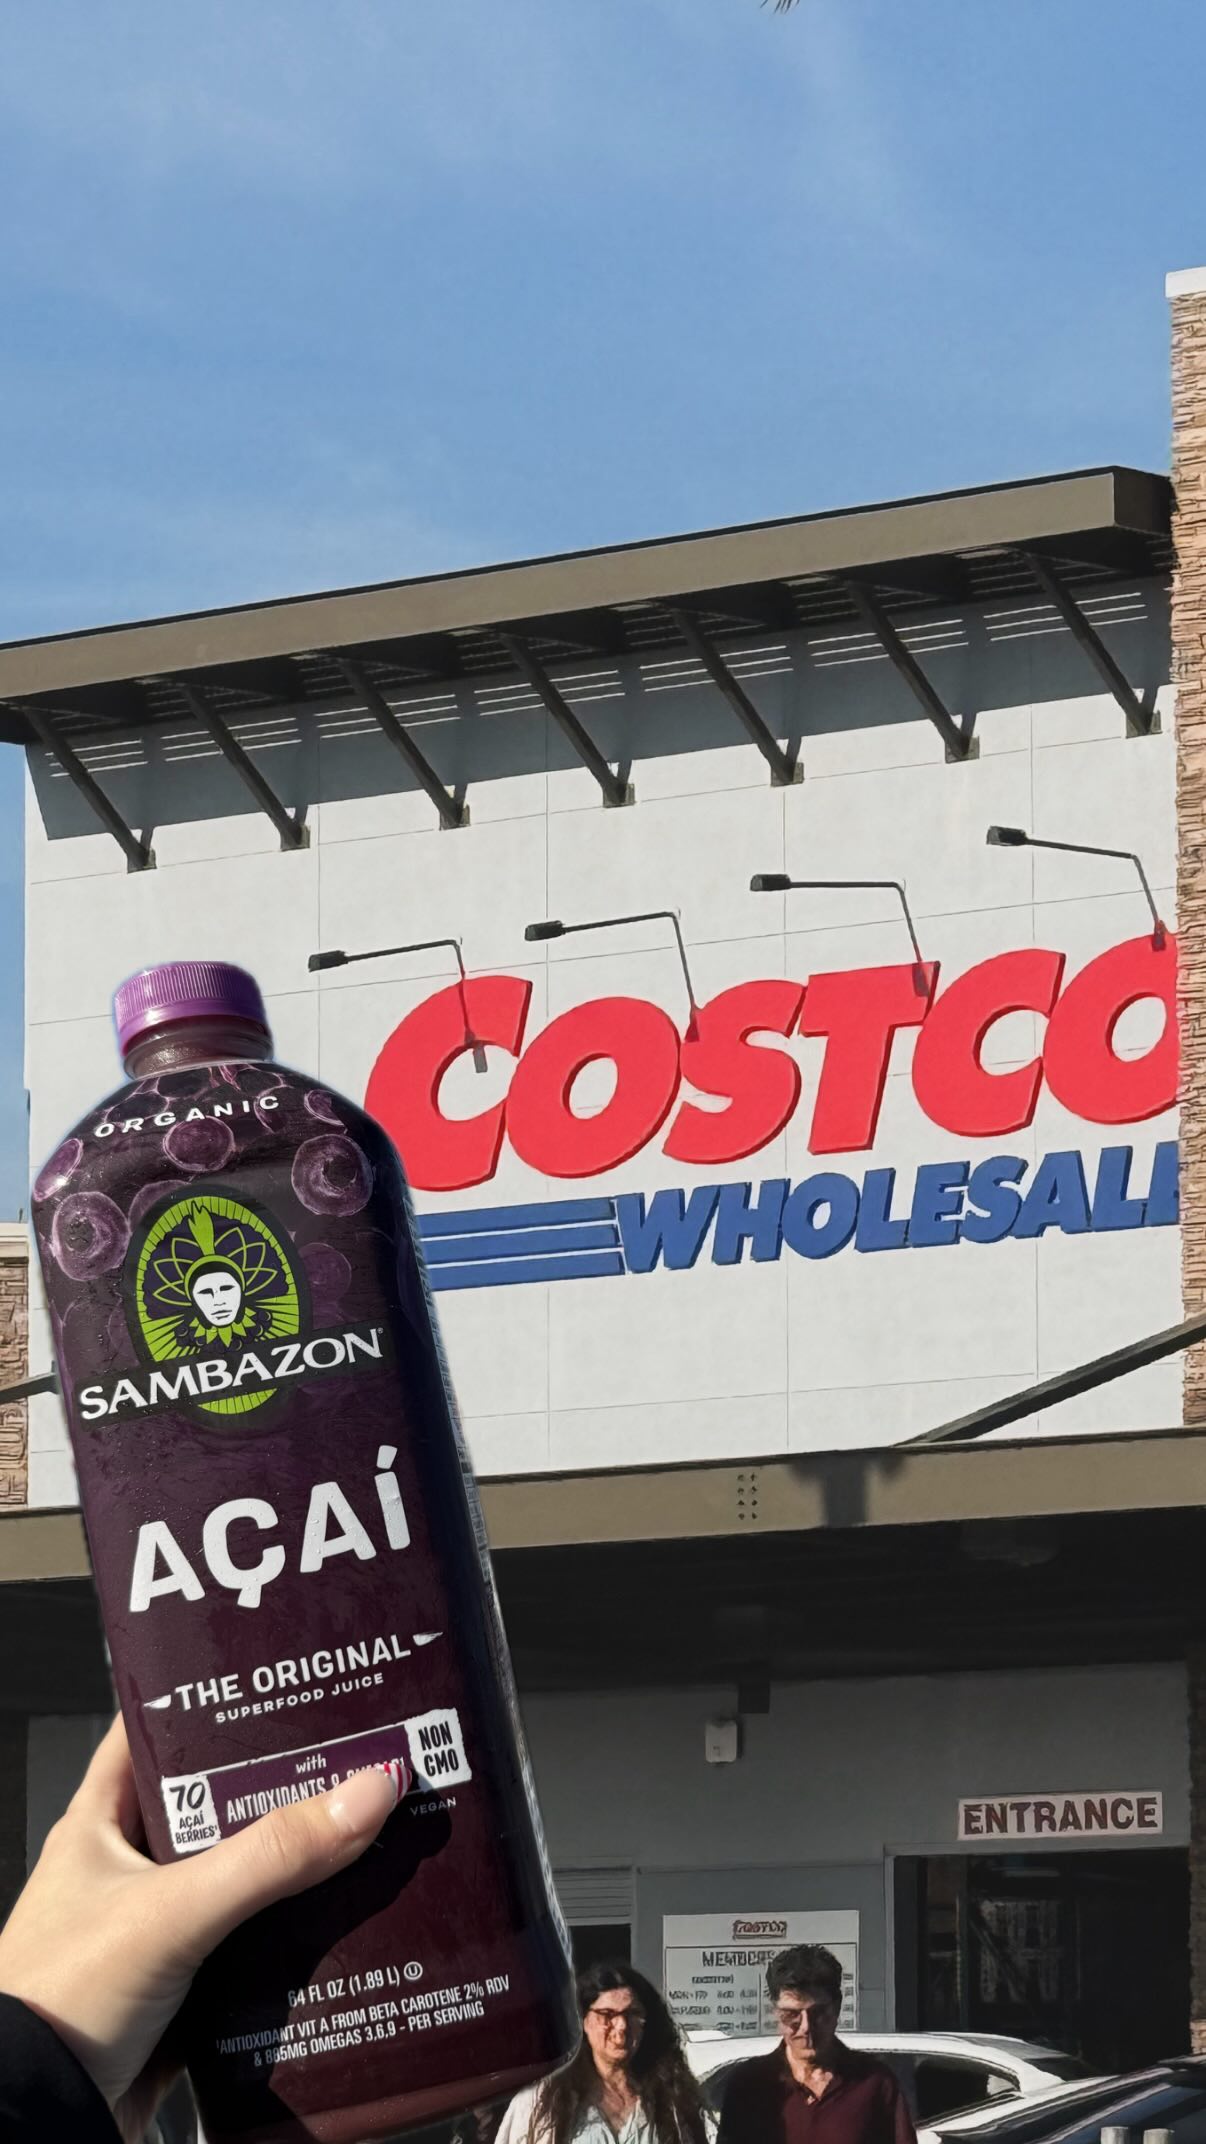 COSTCO
WHOLESALE
ORGANIC
SAMBAZON®
AÇAÍ
THE ORIGINAL
SUPERFOOD JUICE
with
ANTIOXIDANTS &
70
AÇAÍ
BERRIES
NON
GMO
VEGAN
64 FL OZ (1.89 L) U
ANTIOXIDANT VIT A FROM BETA CAROTENE 2% RDV
& 885MG OMEGAS 3,6,9 - PER SERVING
ENTRANCE
COSTCO